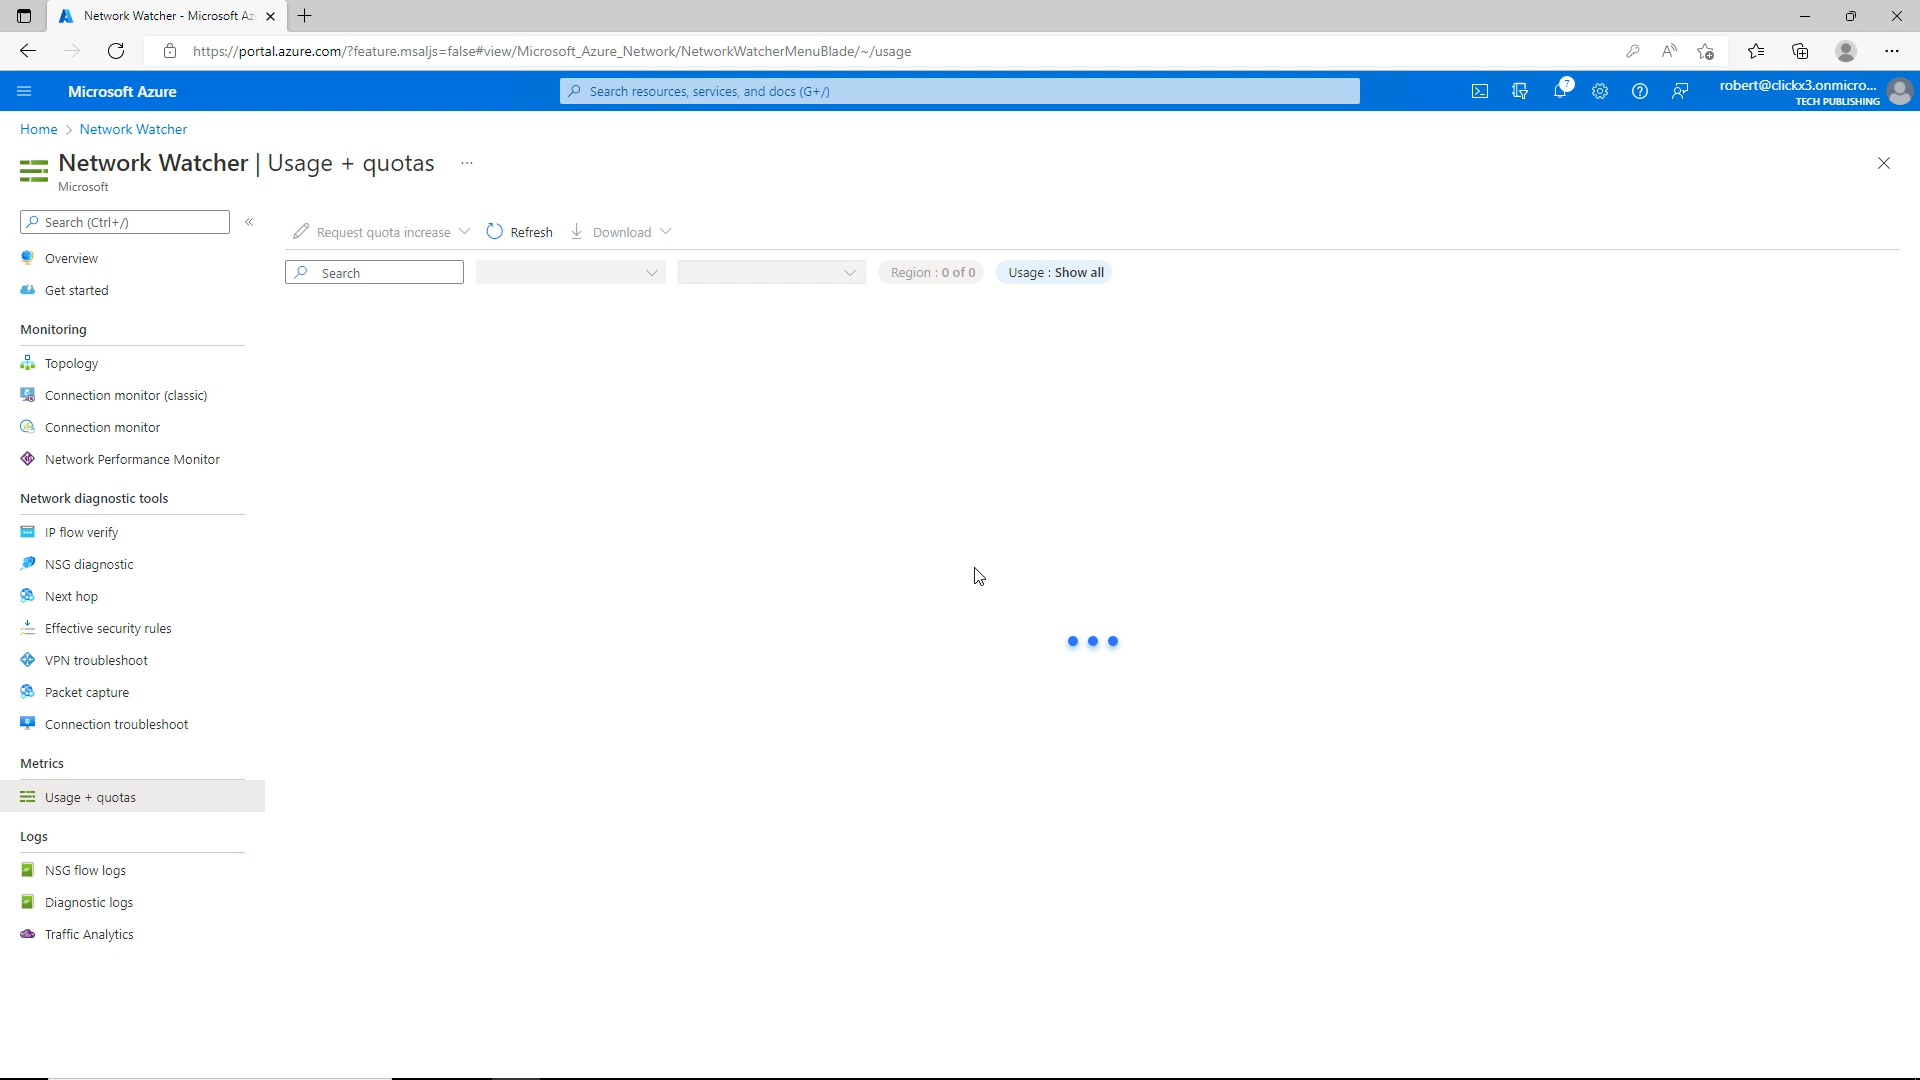 Network Watcher - Microsoft Az
https://portal.azure.com/?feature.msaljs=false#view/Microsoft_Azure_Network/NetworkWatcherMenuBlade/~/usage
Microsoft Azure
Search resources, services, and docs (G+/)
7
robert@clickx3.onmicro...
TECH PUBLISHING
Home > Network Watcher
Network Watcher | Usage + quotas ...
Microsoft
Search (Ctrl+/)
«
Request quota increase
Refresh
Download
Search
Region : 0 of 0
Usage : Show all
Overview
Get started
Monitoring
Topology
Connection monitor (classic)
Connection monitor
Network Performance Monitor
Network diagnostic tools
IP flow verify
NSG diagnostic
Next hop
Effective security rules
VPN troubleshoot
Packet capture
Connection troubleshoot
Metrics
Usage + quotas
Logs
NSG flow logs
Diagnostic logs
Traffic Analytics